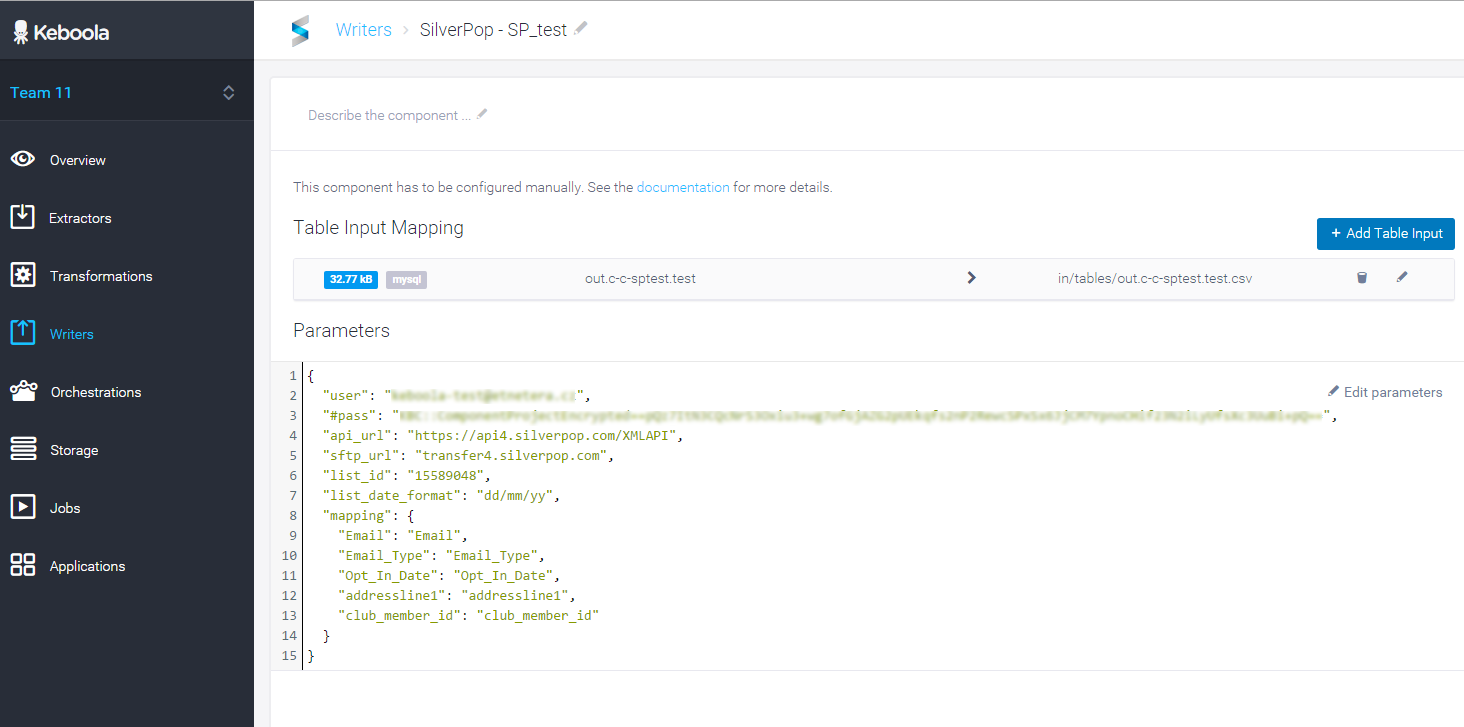 Keboola
Team 11
Overview
Extractors
Transformations
Writers
Orchestrations
Storage
Jobs
Applications
Writers > SilverPop - SP_test
Describe the component ...
This component has to be configured manually. See the documentation for more details.
Table Input Mapping
+ Add Table Input
32.77 kB mysql out.c-c-sptest.test > in/tables/out.c-c-sptest.test.csv
Parameters
Edit parameters
1 {
2 "user": "",
3 "#pass": "",
4 "api_url": "https://api4.silverpop.com/XMLAPI",
5 "sftp_url": "transfer4.silverpop.com",
6 "list_id": "15589048",
7 "list_date_format": "dd/mm/yy",
8 "mapping": {
9 "Email": "Email",
10 "Email_Type": "Email_Type",
11 "Opt_In_Date": "Opt_In_Date",
12 "addressline1": "addressline1",
13 "club_member_id": "club_member_id"
14 }
15 }